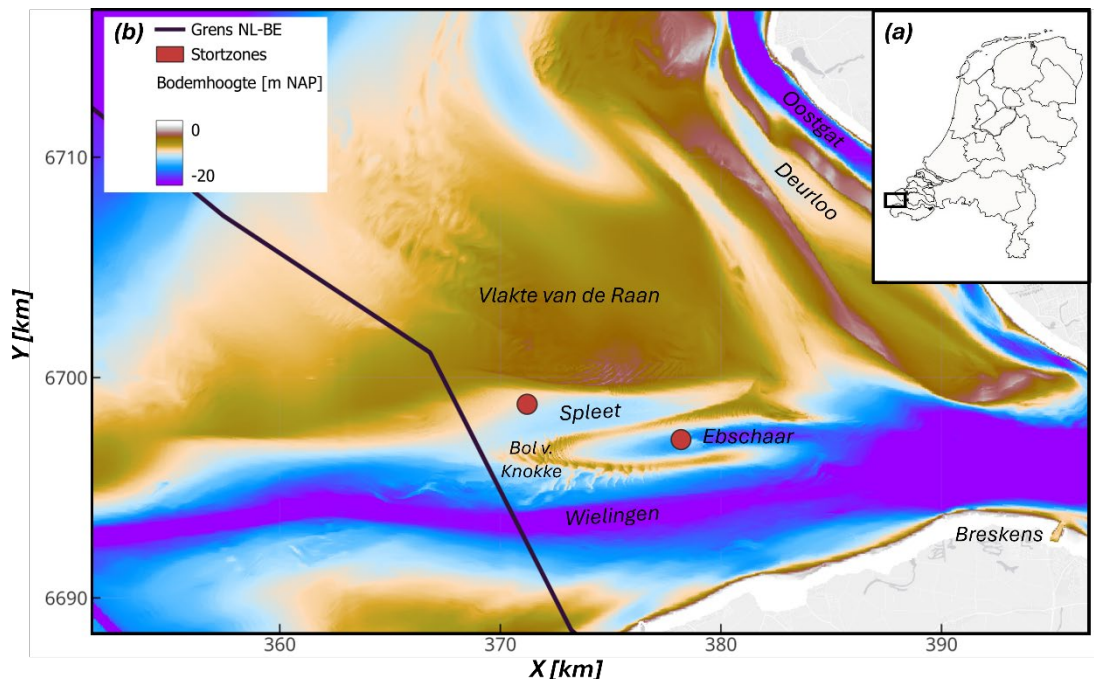 (b)
Grens NL-BE
Stortzones
Bodemhoogte [m NAP]
0
-20
(a)
Oostgat
Deurloo
Vlakte van de Raan
Spleet
Ebschaar
Bol v.
Knokke
Wielingen
Breskens
6710
6700
6690
Y [km]
360
370
380
390
X [km]